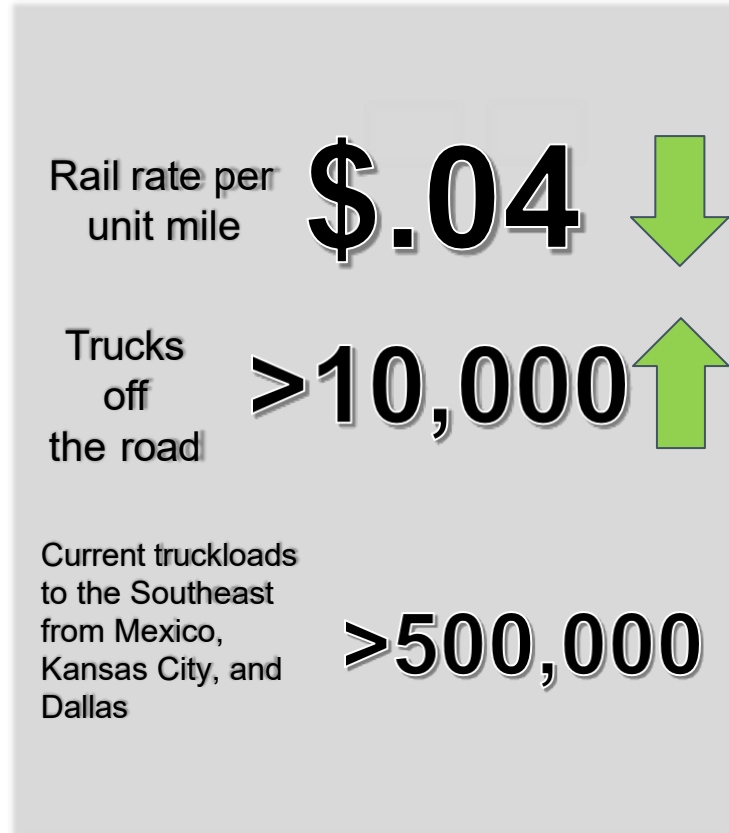 Rail rate per
unit mile
$.04
Trucks
off
the road
>10,000
Current truckloads
to the Southeast
from Mexico,
Kansas City, and
Dallas
>500,000